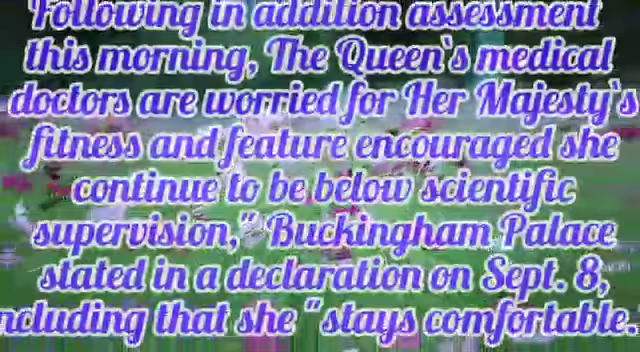 Following in addition assessment
this morning, The Queen`s medical
doctors are worried for Her Majesty`s
fitness and feature encouraged she
continue to be below scientific
supervision," Buckingham Palace
stated in a declaration on Sept. 8,
ncluding that she "stays comfortable.